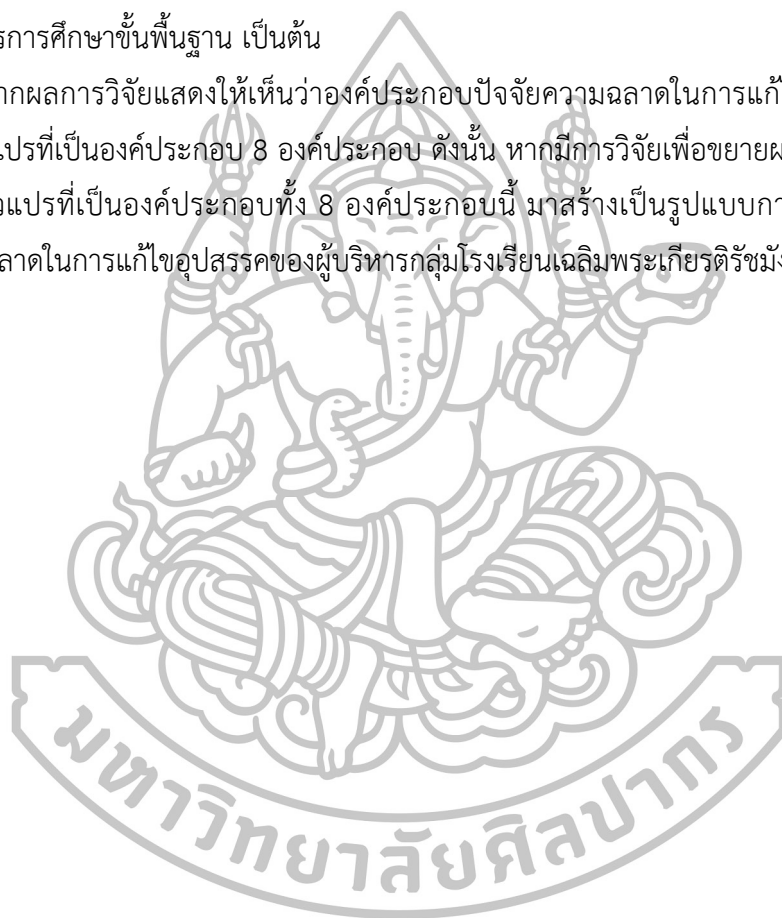 รการศึกษาขั้นพื้นฐาน เป็นต้น
ากผลการวิจัยแสดงให้เห็นว่าองค์ประกอบปัจจัยความฉลาดในการแก้
แปรที่เป็นองค์ประกอบ 8 องค์ประกอบ ดังนั้น หากมีการวิจัยเพื่อขยายผ
วแปรที่เป็นองค์ประกอบทั้ง 8 องค์ประกอบนี้ มาสร้างเป็นรูปแบบกา
ลาดในการแก้ไขอุปสรรคของผู้บริหารกลุ่มโรงเรียนเฉลิมพระเกียรติรัชมัง
มหาวิทยาลัยศิลปากร